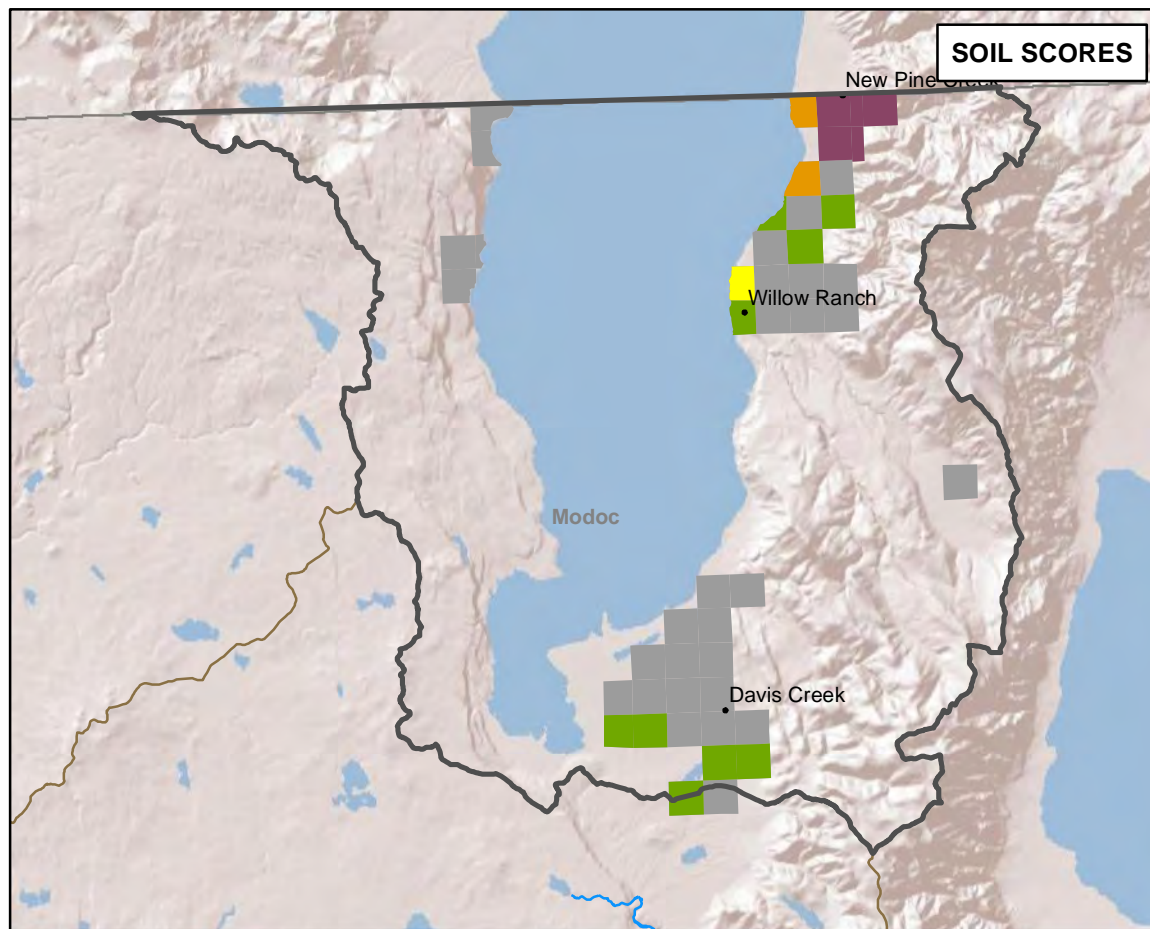 SOIL SCORES
New Pine Creek
Willow Ranch
Modoc
Davis Creek